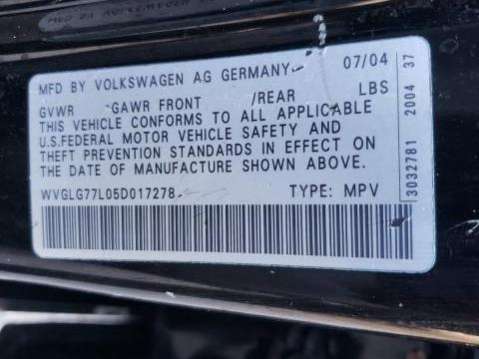 MFD BY VOLKSWAGEN AG GERMANY 07/04
GVWR GAWR FRONT /REAR LBS
THIS VEHICLE CONFORMS TO ALL APPLICABLE
U.S.FEDERAL MOTOR VEHICLE SAFETY AND
THEFT PREVENTION STANDARDS IN EFFECT ON
THE DATE OF MANUFACTURE SHOWN ABOVE.
WVGLG77L05D017278 TYPE: MPV
3032781 2004 37